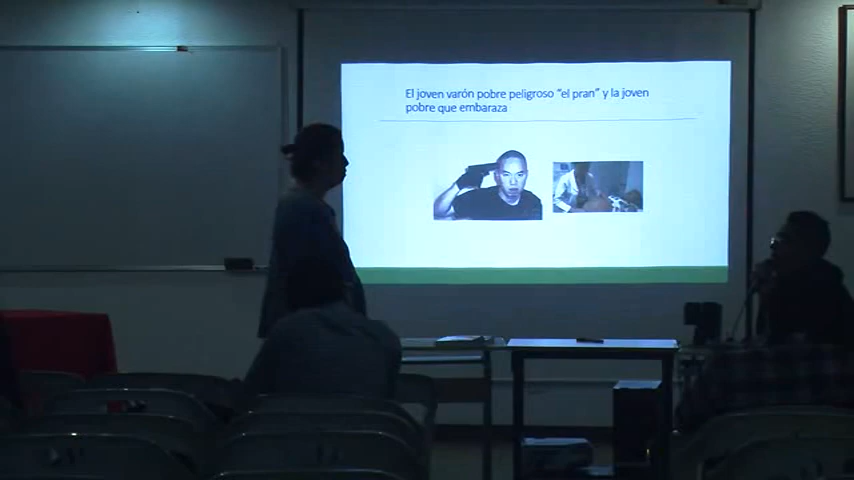 El joven varón pobre peligroso “el pran” y la joven
pobre que embaraza